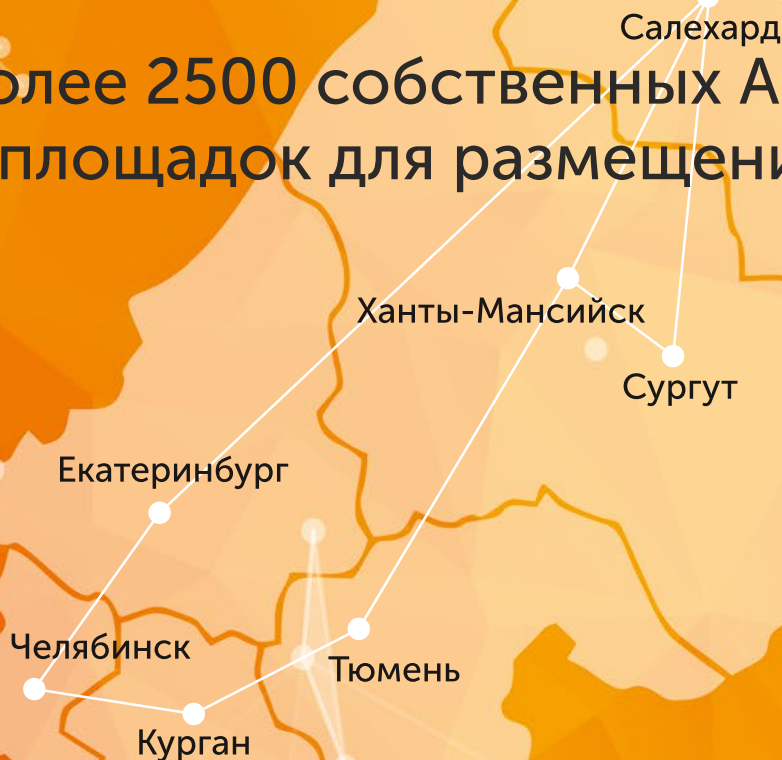 Салехард
олее 2500 собственных А
площадок для размещени
Ханты-Мансийск
Сургут
Екатеринбург
Челябинск
Тюмень
Курган